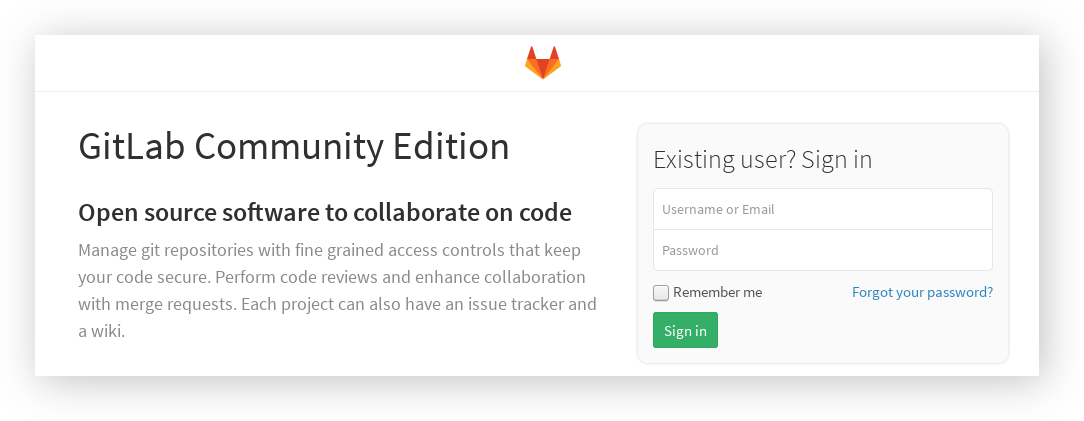 GitLab Community Edition
Open source software to collaborate on code
Manage git repositories with fine grained access controls that keep
your code secure. Perform code reviews and enhance collaboration
with merge requests. Each project can also have an issue tracker and
a wiki.
Existing user? Sign in
Username or Email
Password
Remember me
Forgot your password?
Sign in